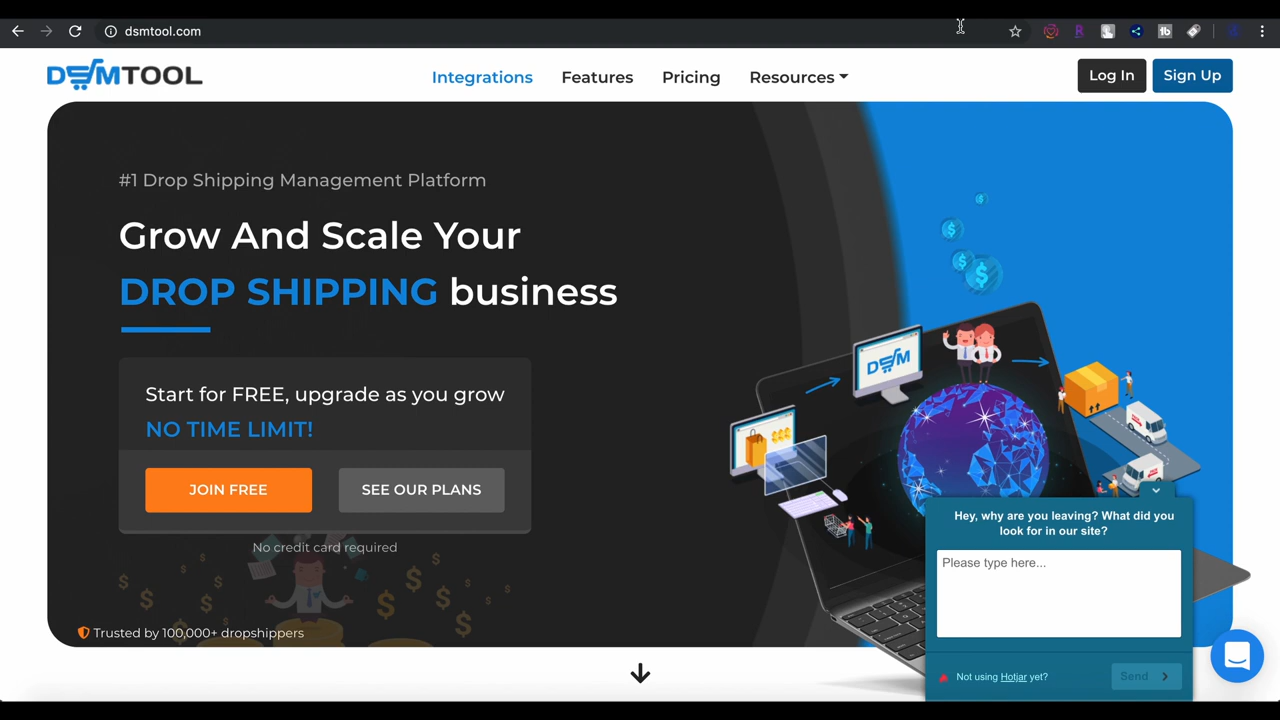 dsmtool.com
DSMTOOL
Integrations
Features
Pricing
Resources
Log In
Sign Up
#1 Drop Shipping Management Platform
Grow And Scale Your
DROP SHIPPING business
Start for FREE, upgrade as you grow
NO TIME LIMIT!
JOIN FREE
SEE OUR PLANS
No credit card required
Trusted by 100,000+ dropshippers
DSM
Hey, why are you leaving? What did you
look for in our site?
Please type here...
Not using Hotjar yet?
Send